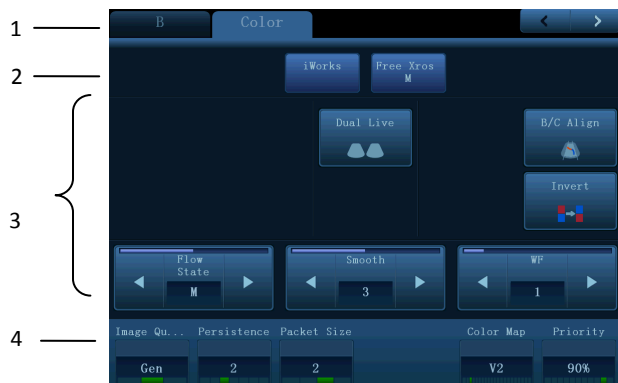 1
B Color
2
iWorks Free Xros
M
Dual Live B/C Align
Invert
3
Flow
State Smooth WF
M 3 1
4
Image Qu... Persistence Packet Size Color Map Priority
Gen 2 2 V2 90%